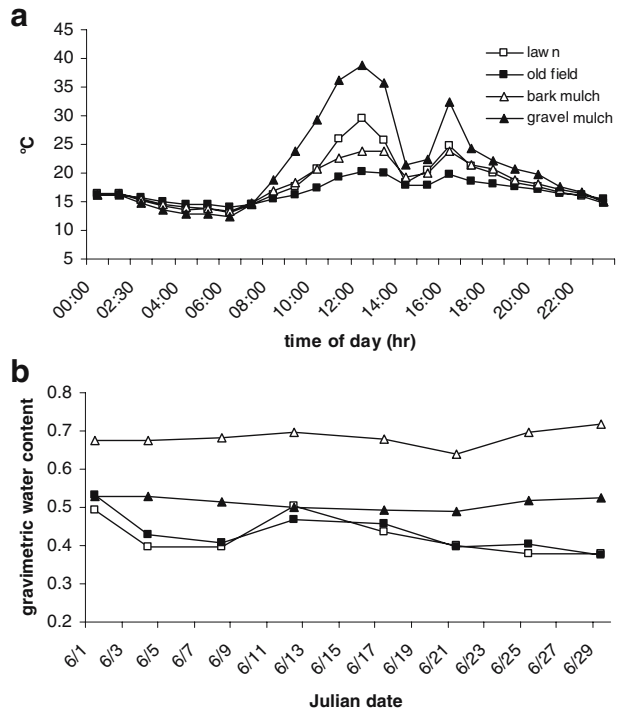 a
45
40
35
30
25
20
15
10
5
°C
lawn
old field
bark mulch
gravel mulch
00:00 02:30 04:00 06:00 08:00 10:00 12:00 14:00 16:00 18:00 20:00 22:00
time of day (hr)
b
0.8
0.7
0.6
0.5
0.4
0.3
0.2
gravimetric water content
6/1 6/3 6/5 6/7 6/9 6/11 6/13 6/15 6/17 6/19 6/21 6/23 6/25 6/27 6/29
Julian date